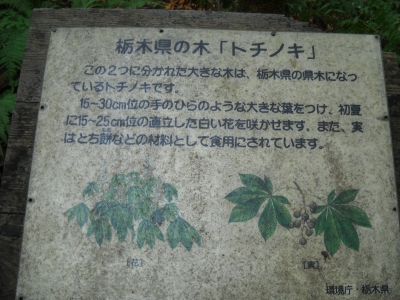 栃木県の木「トチノキ」
この2つに分かれた大きな木は、栃木県の県木になっ
ているトチノキです。
15~30cm位の手のひらのような大きな葉をつけ、初夏
に15~25cm位の直立した白い花を咲かせます。また、実
はとち餅などの材料として食用にされています。
[花]
[実]
環境庁・栃木県